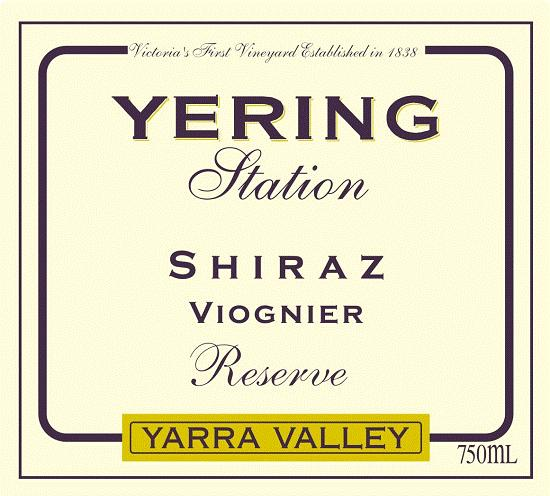 Victoria's First Vineyard Established in 1838
YERING
Station
SHIRAZ
VIOGNIER
Reserve
YARRA VALLEY
750ML